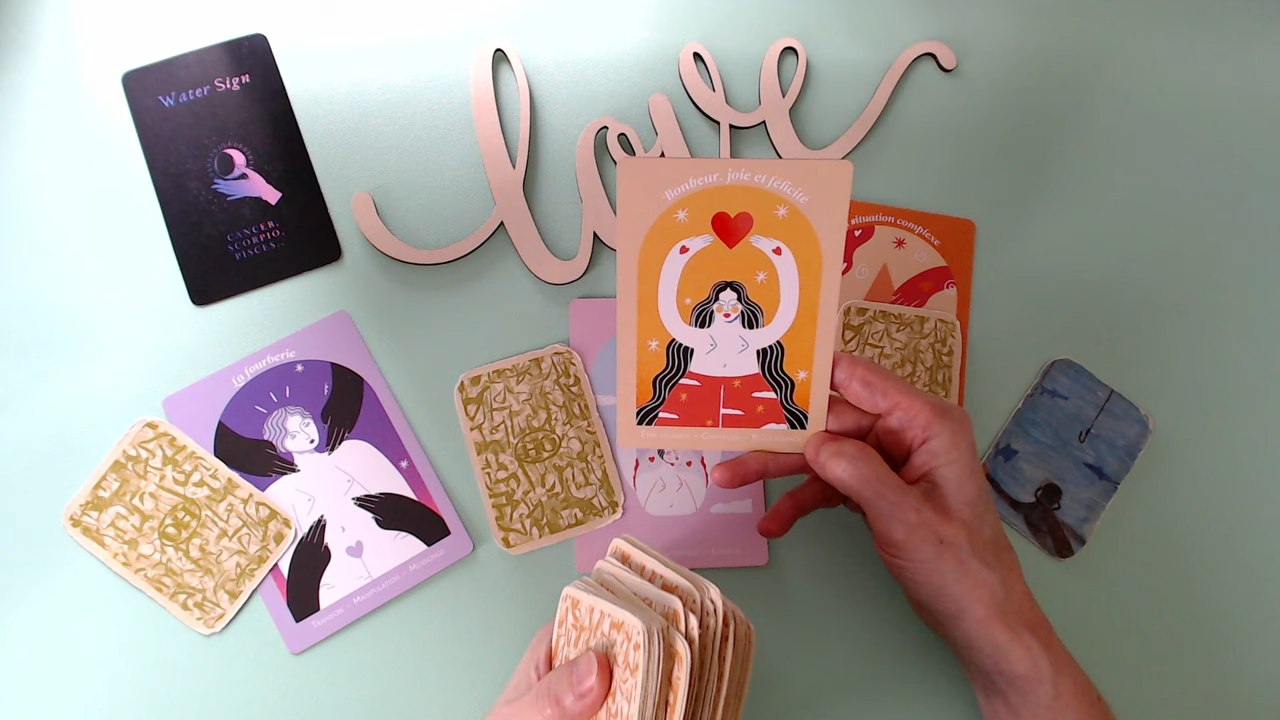 Water Sign
CANCER,
SCORPIO,
PISCES..
love
Bonheur, joie et félicité
situation complexe
La fourberie
TRAHISON - MANIPULATION - MENSONGE